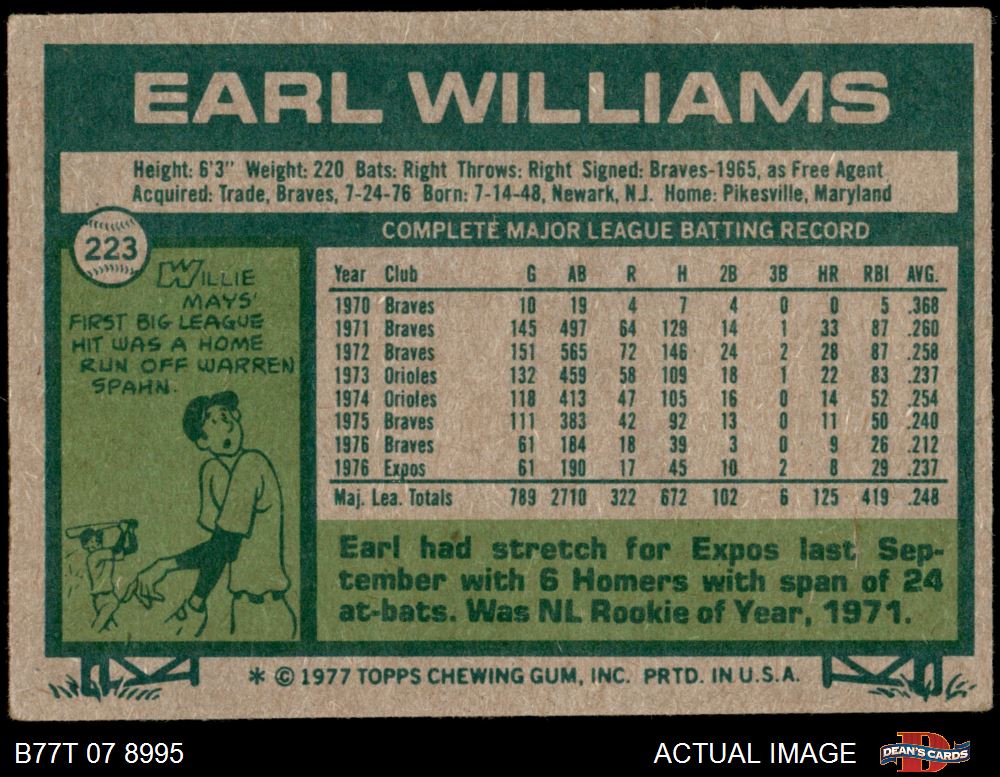 EARL WILLIAMS
Height: 6'3" Weight: 220 Bats: Right Throws: Right Signed: Braves-1965, as Free Agent
Acquired: Trade, Braves, 7-24-76 Born: 7-14-48, Newark, N.J. Home: Pikesville, Maryland
223
WILLIE
MAYS'
FIRST BIG LEAGUE
HIT WAS A HOME
RUN OFF WARREN
SPAHN.
COMPLETE MAJOR LEAGUE BATTING RECORD
Year Club G AB R H 2B 3B HR RBI AVG.
1970 Braves 10 19 4 7 4 0 0 5 .368
1971 Braves 145 497 64 129 14 1 33 87 .260
1972 Braves 151 565 72 146 24 2 28 87 .258
1973 Orioles 132 459 58 109 18 1 22 83 .237
1974 Orioles 118 413 47 105 16 0 14 52 .254
1975 Braves 111 383 42 92 13 0 11 50 .240
1976 Braves 61 184 18 39 3 0 9 26 .212
1976 Expos 61 190 17 45 10 2 8 29 .237
Maj. Lea. Totals 789 2710 322 672 102 6 125 419 .248
Earl had stretch for Expos last Sep-
tember with 6 Homers with span of 24
at-bats. Was NL Rookie of Year, 1971.
* © 1977 TOPPS CHEWING GUM, INC. PRTD. IN U.S.A.
B77T 07 8995
ACTUAL IMAGE
DEAN'S CARDS